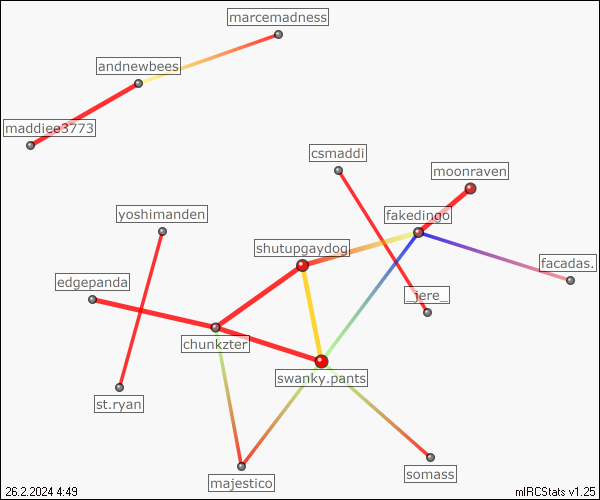 marcemadness
andnewbees
maddiee3773
csmaddi
moonraven
yoshimanden
fakedingo
shutupgaydog
facadas.
edgepanda
_jere_
chunkzter
swanky.pants
st.ryan
somass
majestico
26.2.2024 4:49
mIRCStats v1.25